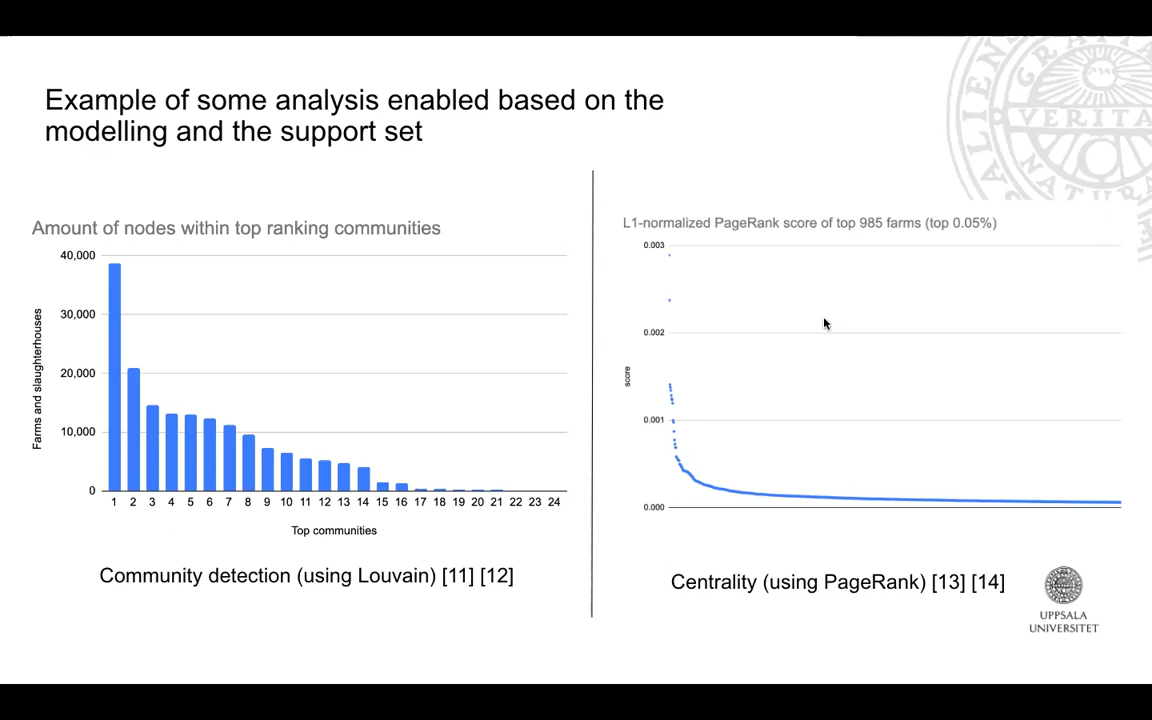 Example of some analysis enabled based on the
modelling and the support set
Amount of nodes within top ranking communities
40,000
30,000
20,000
10,000
0
Farms and slaughterhouses
1 2 3 4 5 6 7 8 9 10 11 12 13 14 15 16 17 18 19 20 21 22 23 24
Top communities
Community detection (using Louvain) [11] [12]
L1-normalized PageRank score of top 985 farms (top 0.05%)
0.003
0.002
0.001
0.000
score
Centrality (using PageRank) [13] [14]
VERITA
UPPSALA
UNIVERSITET